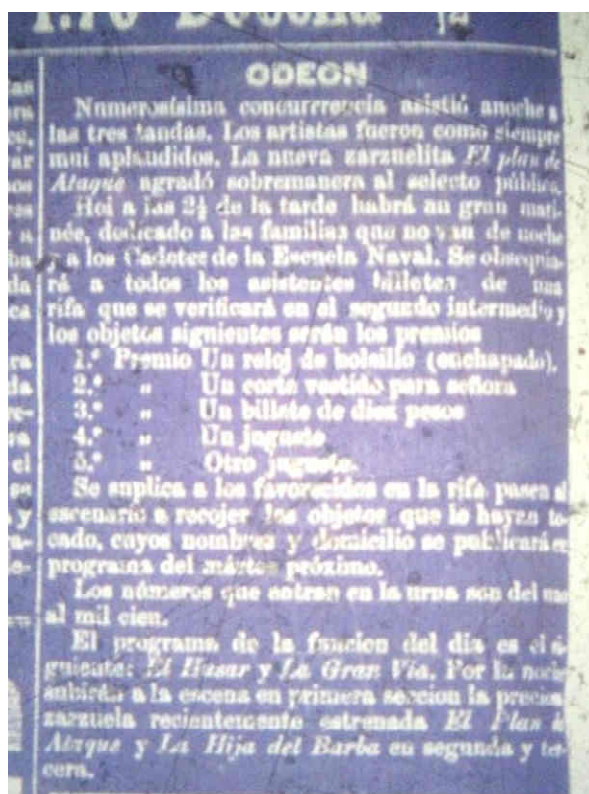 1.70 Docena
ODEON
Numerosísima concurrrencia asistió anoche a
las tres tandas. Los artistas fueron como siempre
mui aplaudidos. La nueva zarzuelita El plan de
Ataque agradó sobremanera al selecto público.
Hoi a las 2½ de la tarde habrá un gran mati-
née, dedicado a las familias que no van de noche
y a los Cadetes de la Escuela Naval. Se obsequia-
rá a todos los asistentes billetes de una
rifa que se verificará en el segundo intermedio y
los objetos siguientes serán los premios
1.º Premio Un reloj de bolsillo (enchapado).
2.º „ Un corte vestido para señora
3.º „ Un billete de diez pesos
4.º „ Un juguete
5.º „ Otro juguete.
Se suplica a los favorecidos en la rifa pasen al
escenario a recojer los objetos que le hayan to-
cado, cuyos nombres y domicilio se publicará en
programa del mártes próximo.
Los números que entran en la urna son del uno
al mil cien.
El programa de la funcion del dia es el si-
guiente: El Husar y La Gran Via. Por la noche
subirán a la escena en primera seccion la preciosa
zarzuela recientemente estrenada El Plan de
Ataque y La Hija del Barba en segunda y ter-
cera.